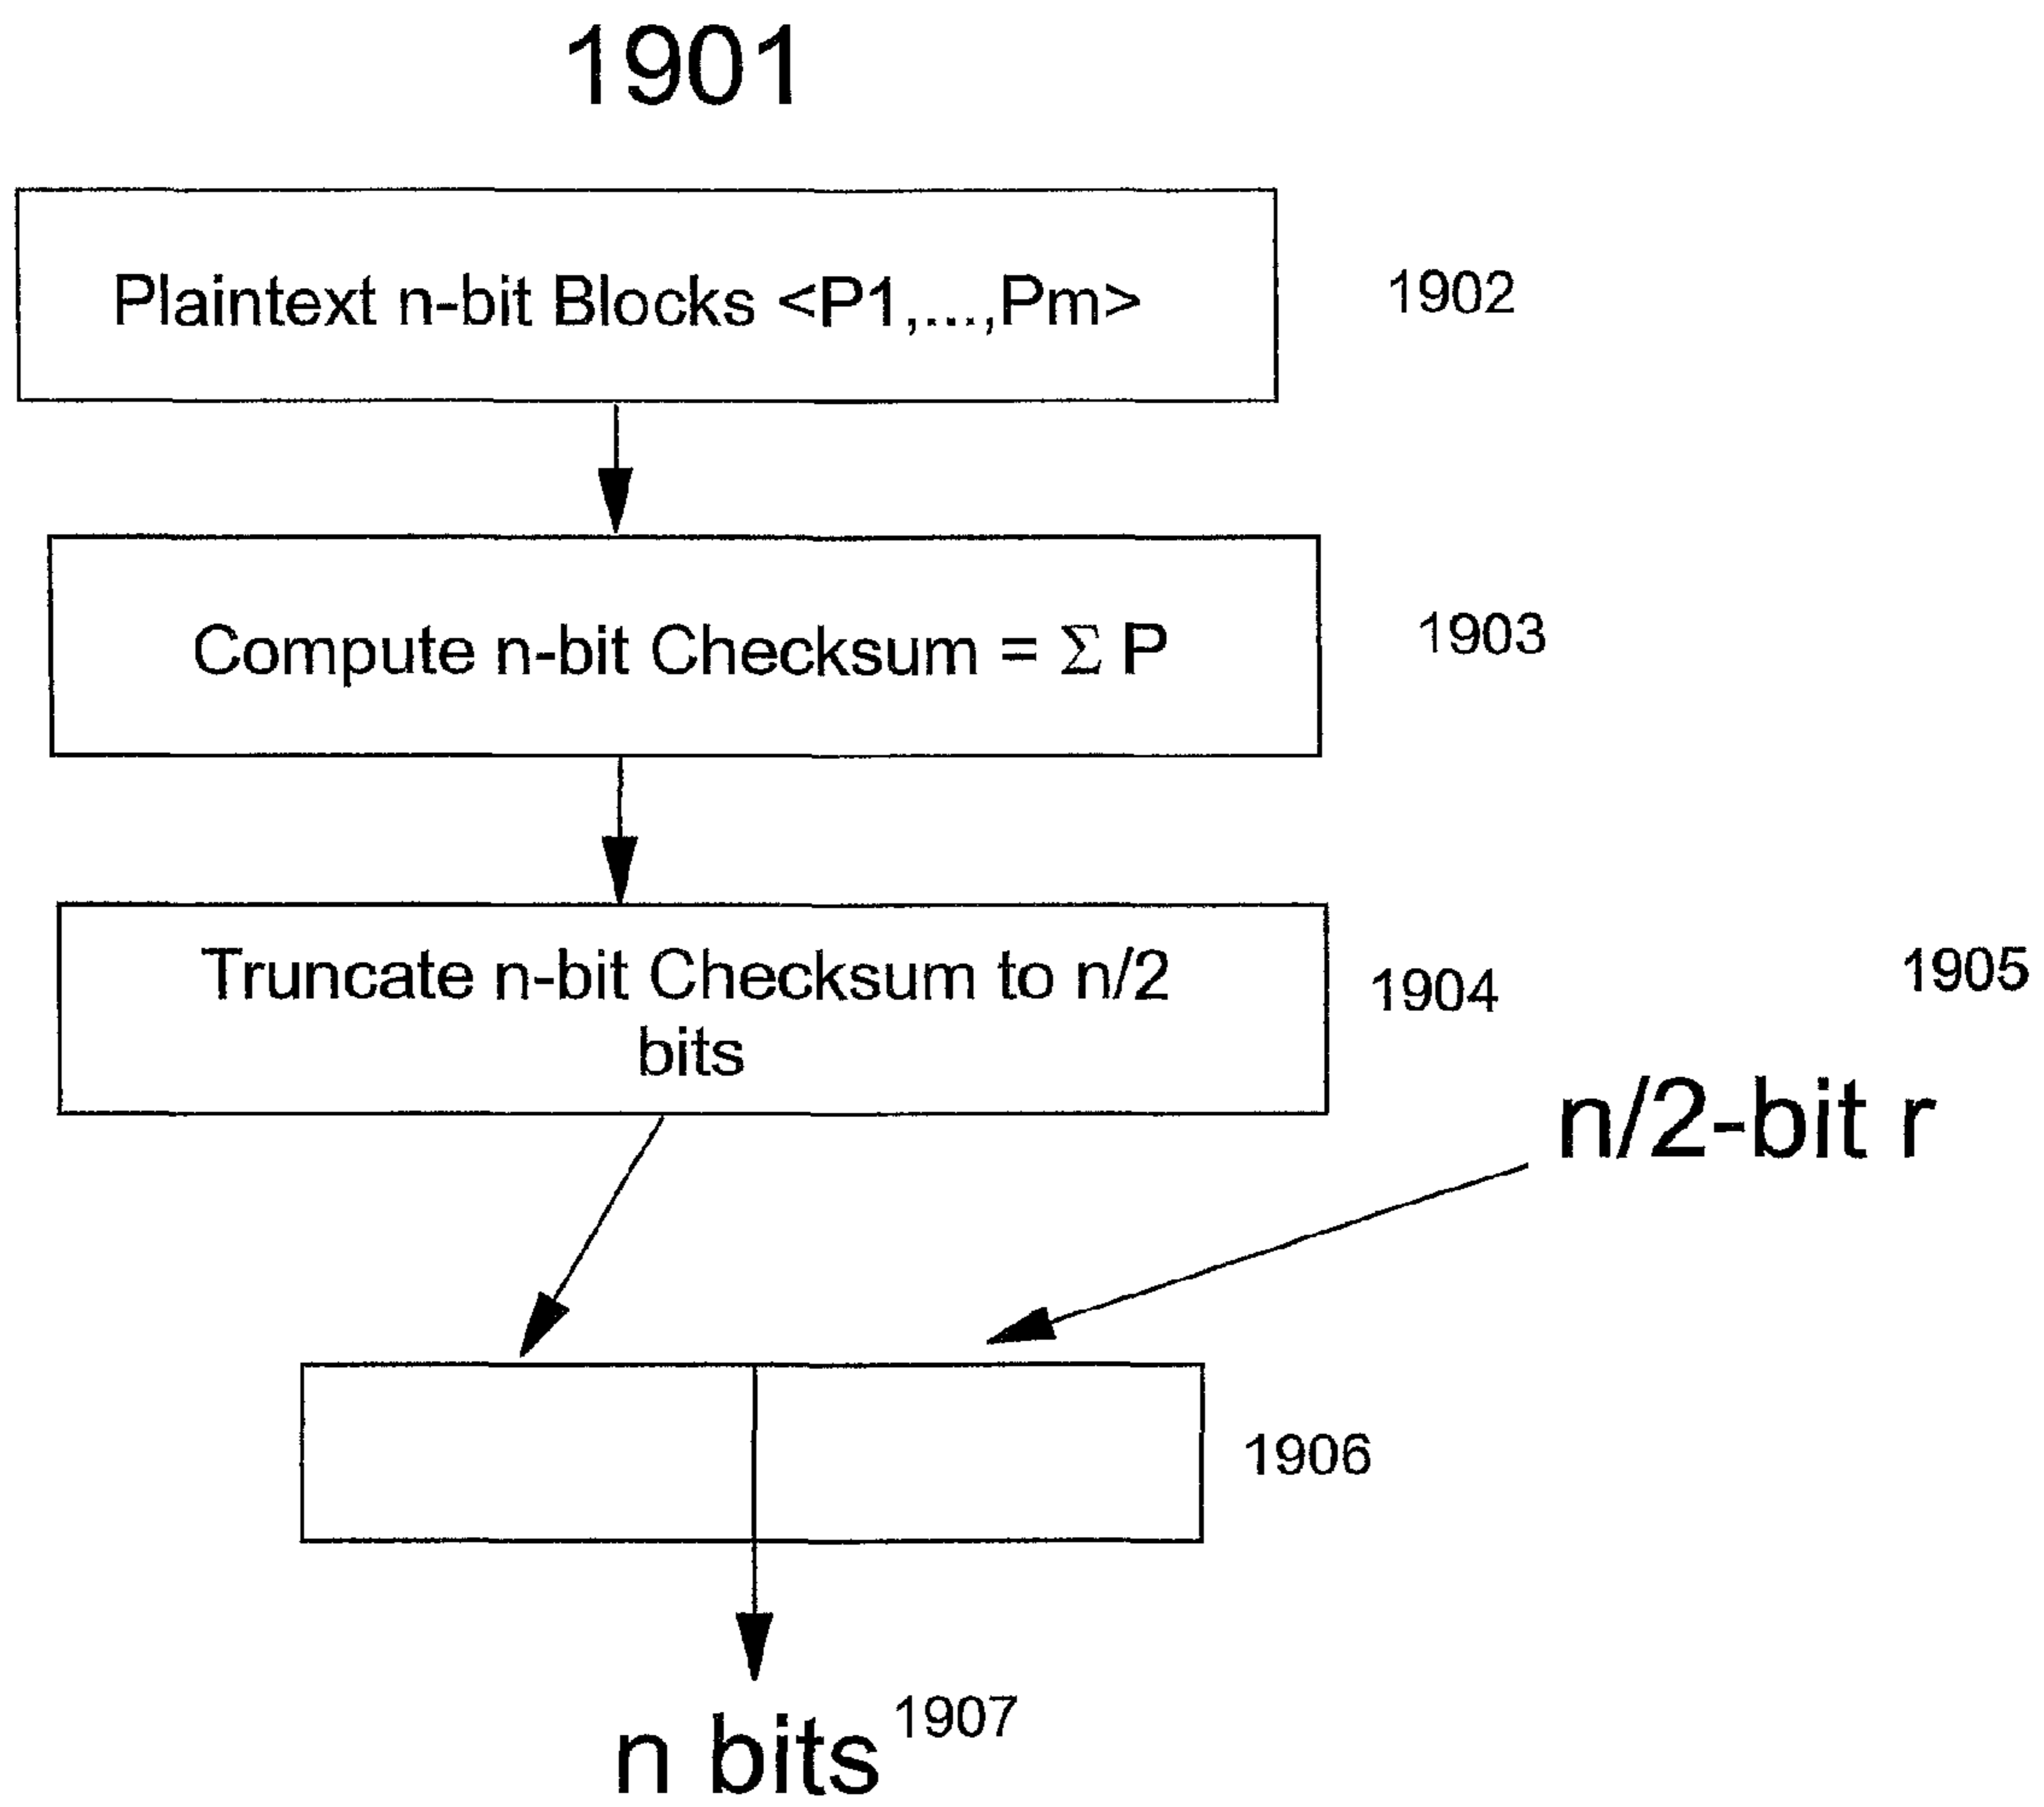 1901
Plaintext n-bit Blocks <P1,...,Pm>
1902
Compute n-bit Checksum = Σ P
1903
Truncate n-bit Checksum to n/2
bits
1904
1905
n/2-bit r
1906
n bits
1907